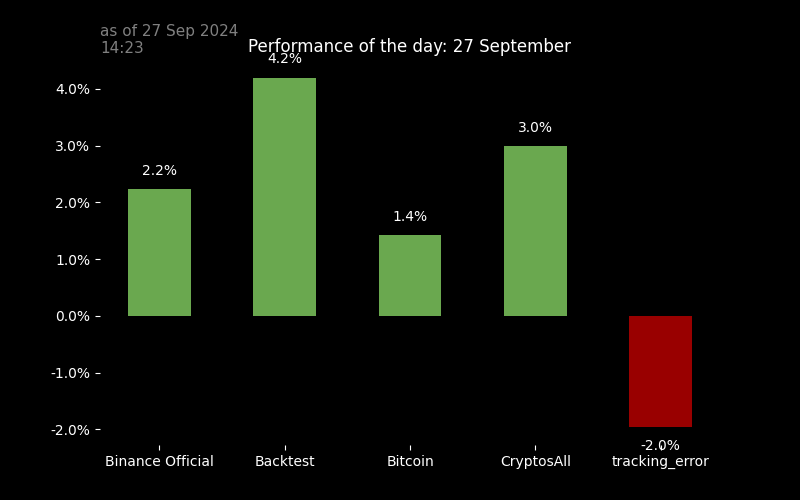 as of 27 Sep 2024
14:23
Performance of the day: 27 September
4.2%
4.0%
3.0%
3.0%
2.2%
2.0%
1.4%
1.0%
0.0%
-1.0%
-2.0%
-2.0%
Binance Official
Backtest
Bitcoin
CryptosAll
tracking_error